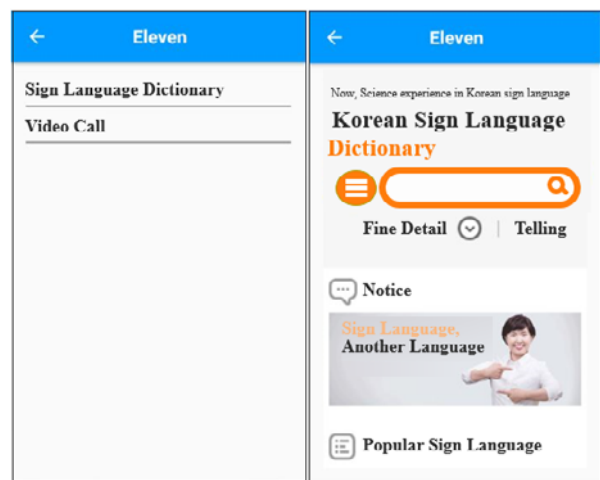 Eleven
Sign Language Dictionary
Video Call
Eleven
Now, Science experience in Korean sign language
Korean Sign Language
Dictionary
Fine Detail | Telling
Notice
Sign Language,
Another Language
Popular Sign Language